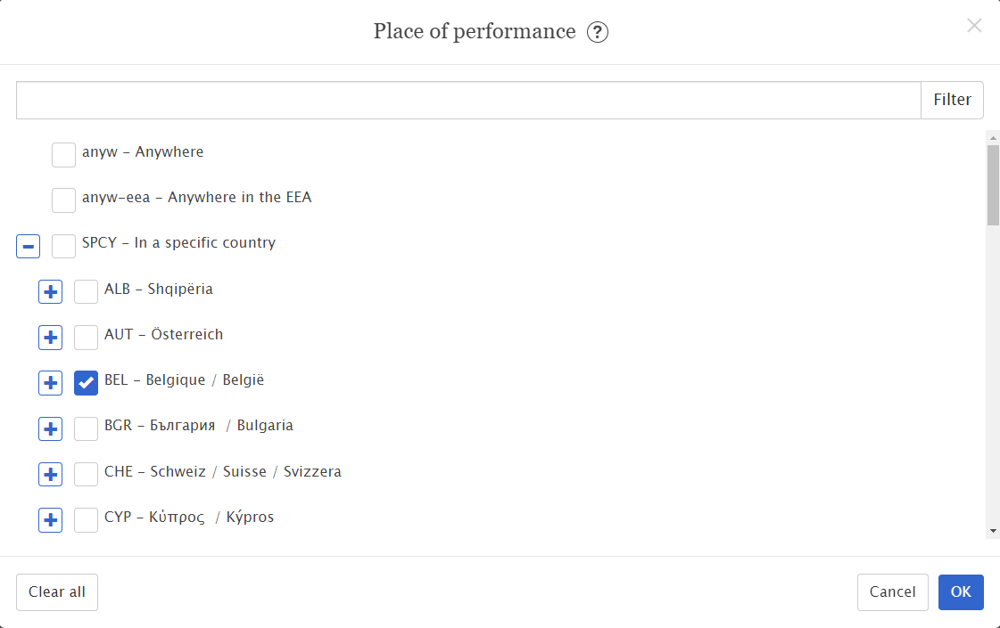 Place of performance ?
Filter
anyw – Anywhere
anyw-eea – Anywhere in the EEA
SPCY – In a specific country
ALB – Shqipëria
AUT – Österreich
BEL – Belgique / België
BGR – България / Bulgaria
CHE – Schweiz / Suisse / Svizzera
CYP – Κύπρος / Kýpros
Clear all
Cancel
OK